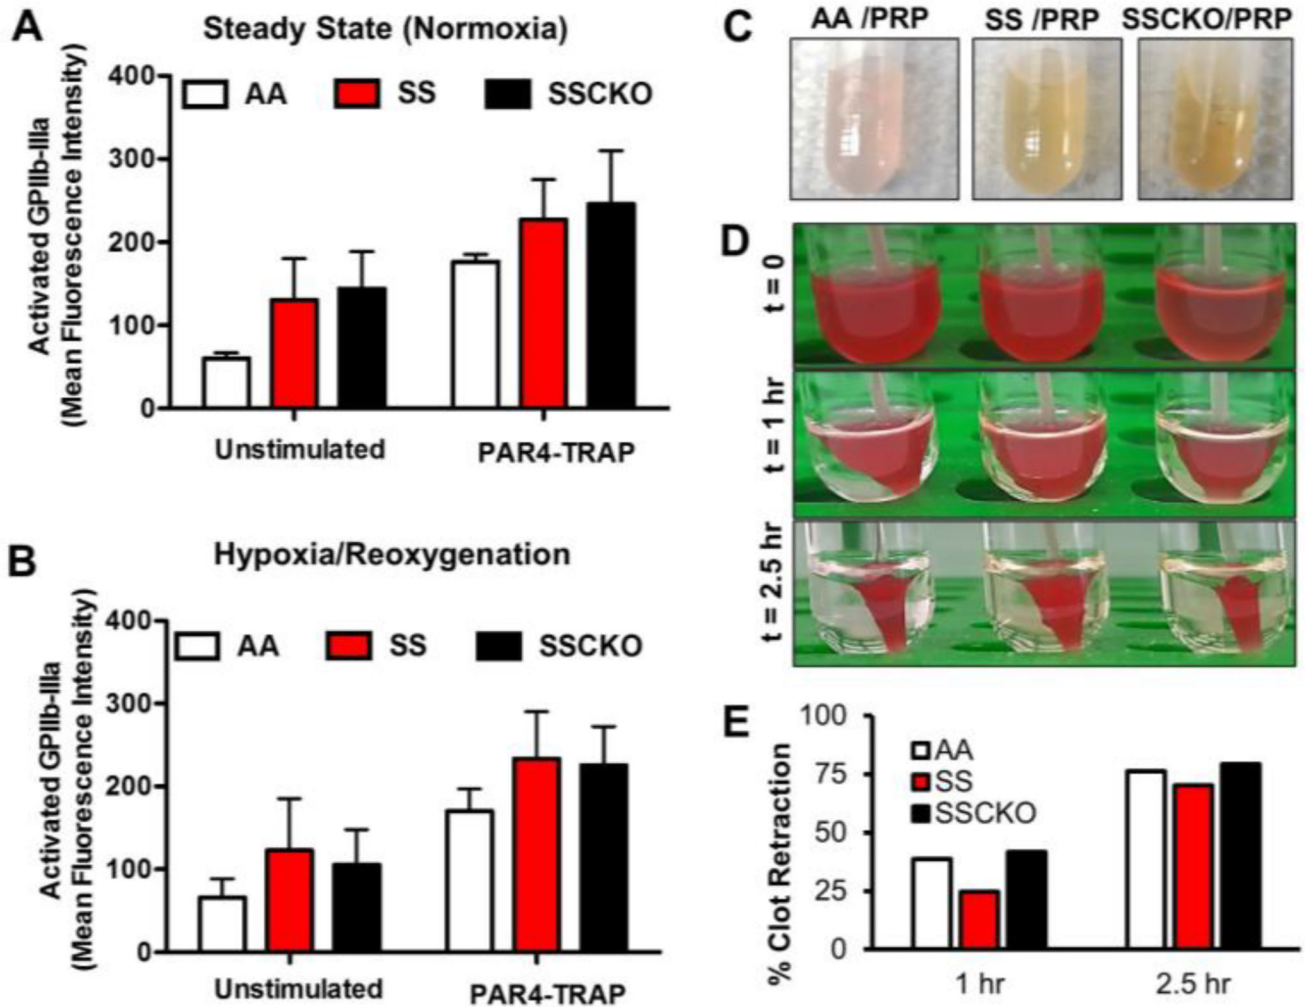 A
Steady State (Normoxia)
Activated GPIIb-IIIa
(Mean Fluorescence Intensity)
400
300
200
100
0
AA SS SSCKO
Unstimulated PAR4-TRAP
B
Hypoxia/Reoxygenation
Activated GPIIb-IIIa
(Mean Fluorescence Intensity)
400
300
200
100
0
AA SS SSCKO
Unstimulated PAR4-TRAP
C
AA /PRP SS /PRP SSCKO/PRP
D
t = 0
t = 1 hr
t = 2.5 hr
E
% Clot Retraction
100
75
50
25
0
AA
SS
SSCKO
1 hr 2.5 hr